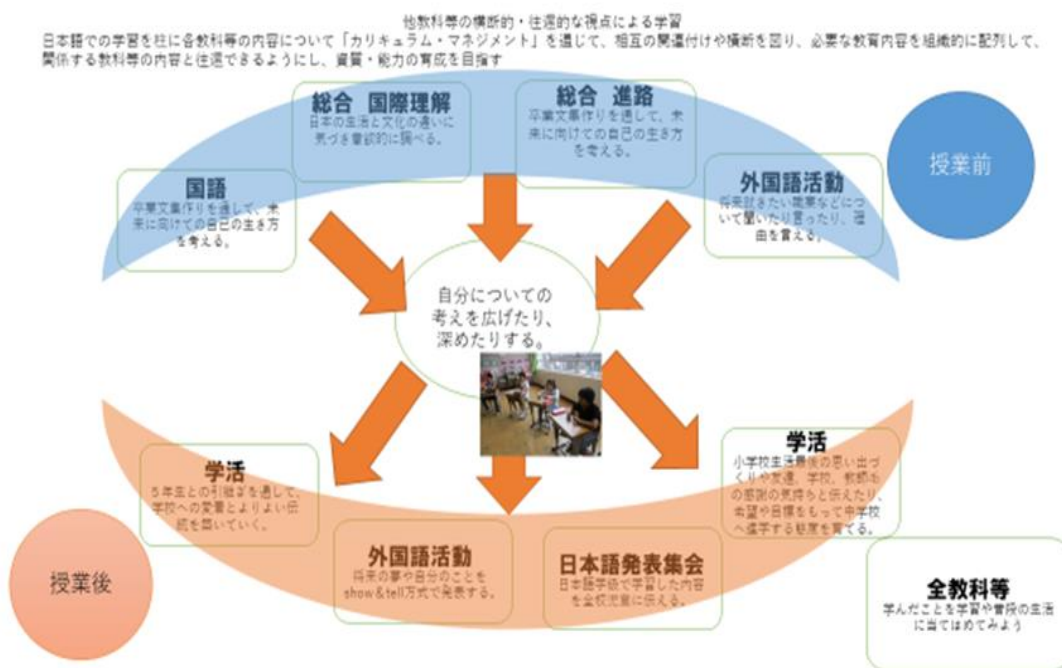 他教科等の横断的・往還的な視点による学習
日本語での学習を柱に各教科等の内容について「カリキュラム・マネジメント」を通じて、相互の関連付けや横断を図り、必要な教育内容を組織的に配列して、
関係する教科等の内容と往還できるようにし、資質・能力の育成を目指す
総合 国際理解
日本の生活と文化の違いに
気づき意欲的に調べる。
総合 進路
卒業文集作りを通して、未
来に向けての自己の生き方
を考える。
授業前
国語
卒業文集作りを通して、未
来に向けての自己の生き方
を考える。
外国語活動
将来就きたい職業などにつ
いて聞いたり言ったり、理
由を言える。
自分についての
考えを広げたり、
深めたりする。
学活
5年生との引継ぎを通して、
学校への愛着とよりよい伝
統を築いていく。
学活
小学校生活最後の思い出づ
くりや友達、学校、教師への
感謝の気持ちと伝えたり、
希望や目標をもって中学校
へ進学する態度を育てる。
授業後
外国語活動
将来の夢や自分のことを
show&tell方式で発表する。
日本語発表集会
日本語学級で学習した内容
を全校児童に伝える。
全教科等
学んだことを学習や普段の生活
に当てはめてみよう